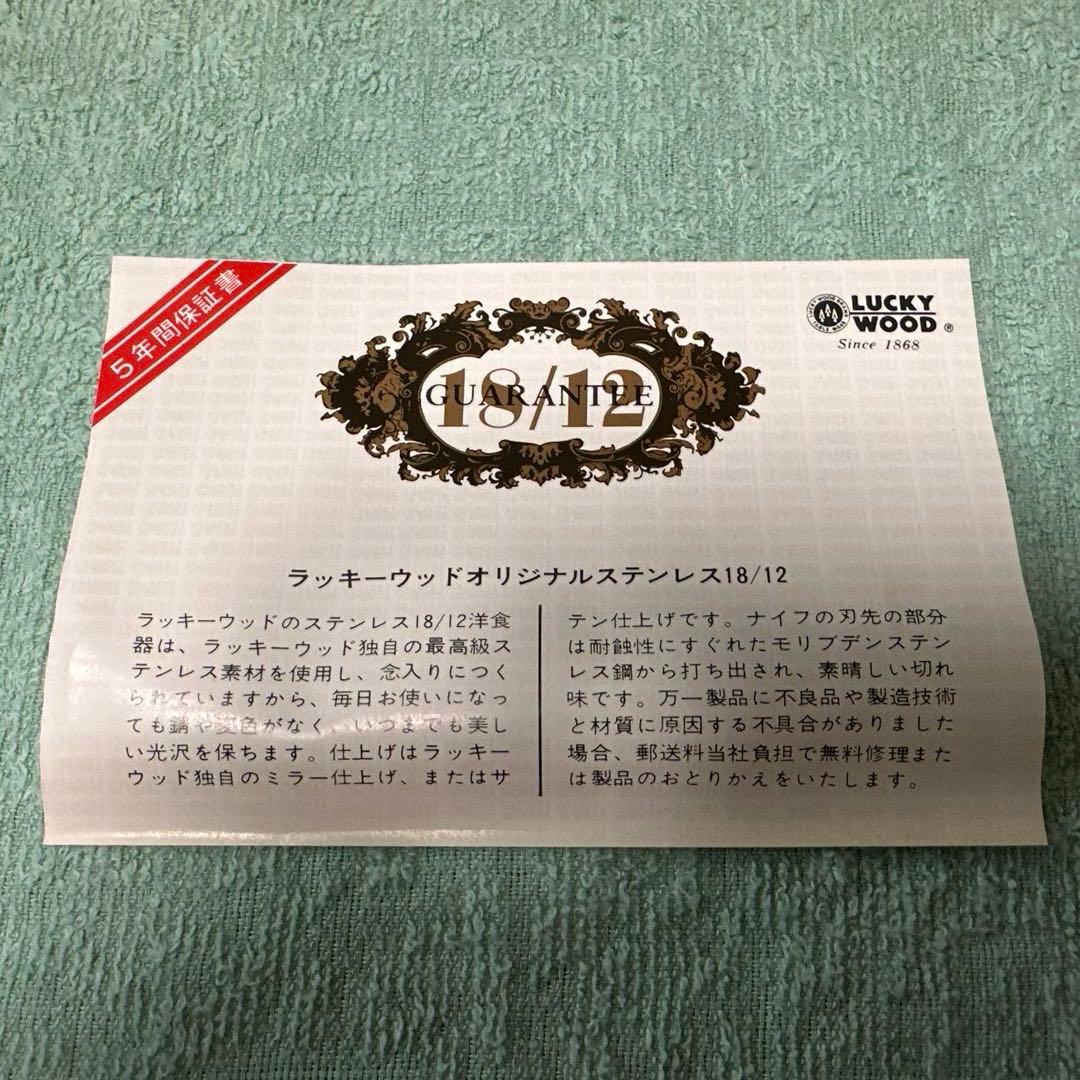 5年間保証書
GUARANTEE
18/12
LUCKY
WOOD ®
Since 1868
ラッキーウッドオリジナルステンレス18/12
ラッキーウッドのステンレス18/12洋食
器は、ラッキーウッド独自の最高級ス
テンレス素材を使用し、念入りにつく
られていますから、毎日お使いになっ
ても錆や変色がなく、いつまでも美し
い光沢を保ちます。仕上げはラッキー
ウッド独自のミラー仕上げ、またはサ
テン仕上げです。ナイフの刃先の部分
は耐蝕性にすぐれたモリブデンステン
レス鋼から打ち出され、素晴しい切れ
味です。万一製品に不良品や製造技術
と材質に原因する不具合がありました
場合、郵送料当社負担で無料修理また
は製品のおとりかえをいたします。